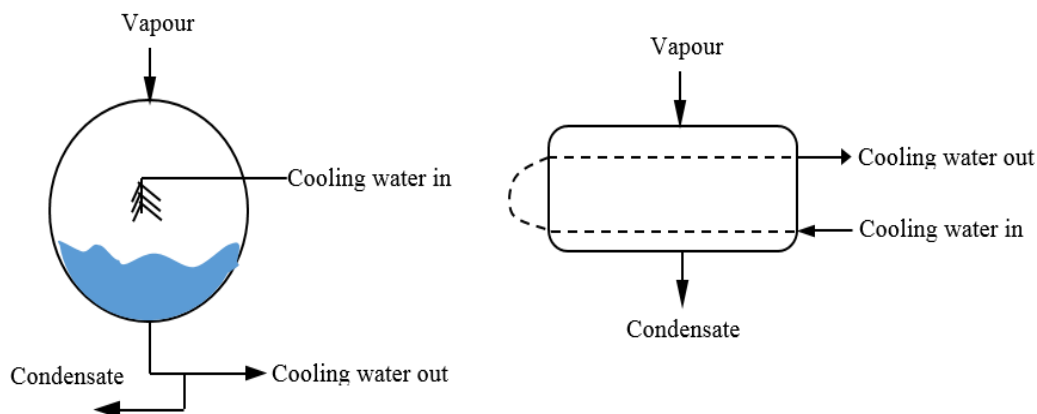 Vapour
Cooling water in
Condensate
Cooling water out
Vapour
Cooling water out
Cooling water in
Condensate